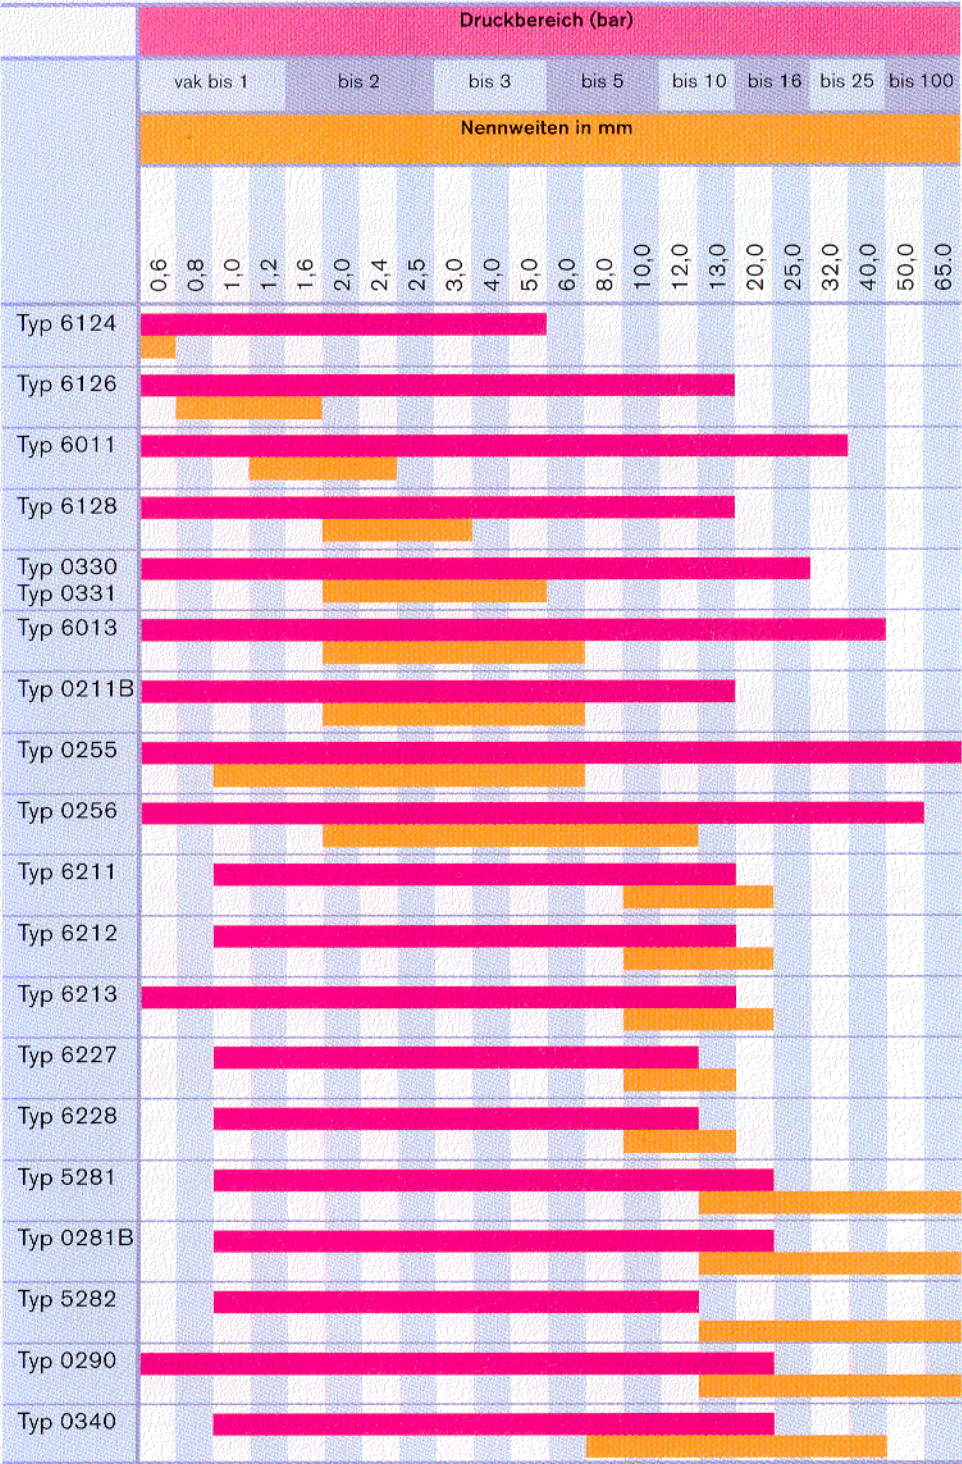 Druckbereich (bar)
vak bis 1 bis 2 bis 3 bis 5 bis 10 bis 16 bis 25 bis 100
Nennweiten in mm
0,6 0,8 1,0 1,2 1,6 2,0 2,4 2,5 3,0 4,0 5,0 6,0 8,0 10,0 12,0 13,0 20,0 25,0 32,0 40,0 50,0 65.0
Typ 6124
Typ 6126
Typ 6011
Typ 6128
Typ 0330
Typ 0331
Typ 6013
Typ 0211B
Typ 0255
Typ 0256
Typ 6211
Typ 6212
Typ 6213
Typ 6227
Typ 6228
Typ 5281
Typ 0281B
Typ 5282
Typ 0290
Typ 0340